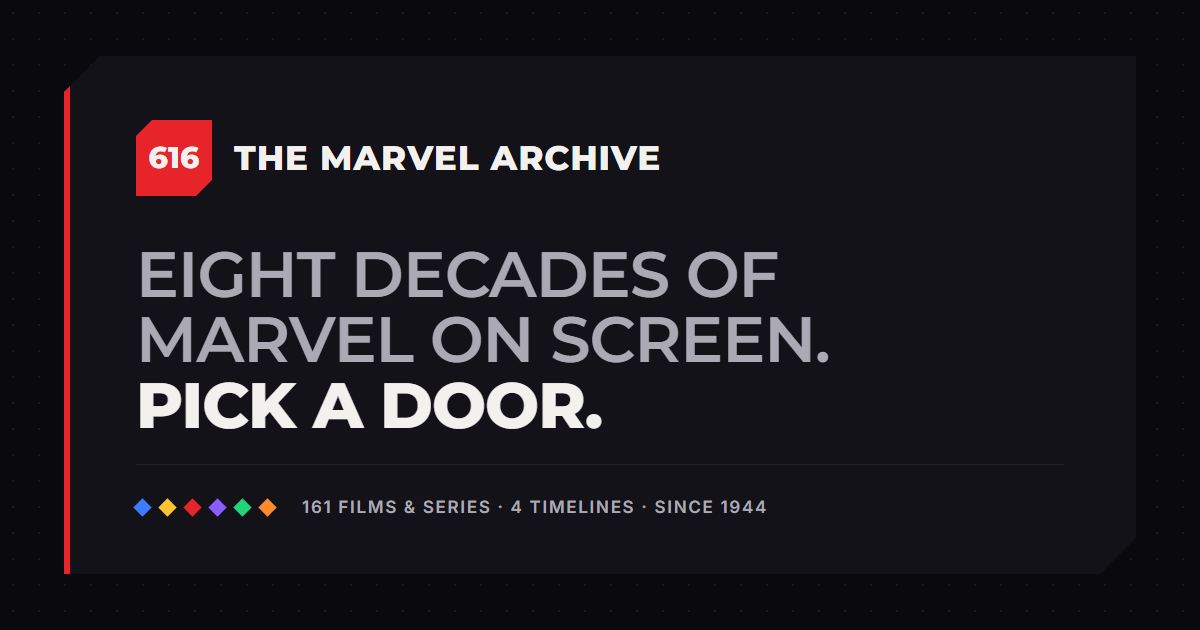 616
THE MARVEL ARCHIVE
EIGHT DECADES OF
MARVEL ON SCREEN.
PICK A DOOR.
161 FILMS & SERIES · 4 TIMELINES · SINCE 1944